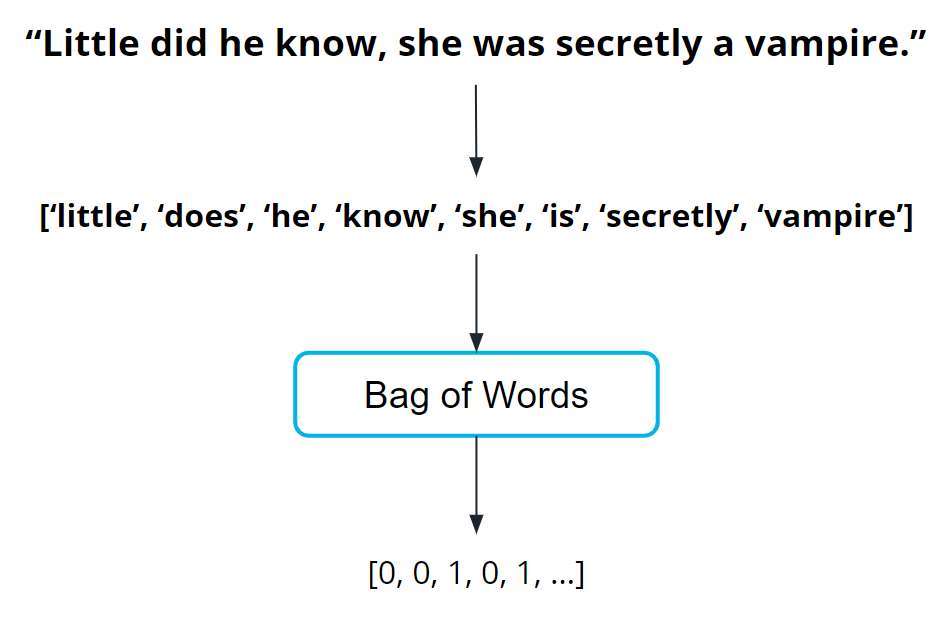 “Little did he know, she was secretly a vampire.”
[‘little’, ‘does’, ‘he’, ‘know’, ‘she’, ‘is’, ‘secretly’, ‘vampire’]
Bag of Words
[0, 0, 1, 0, 1, ...]